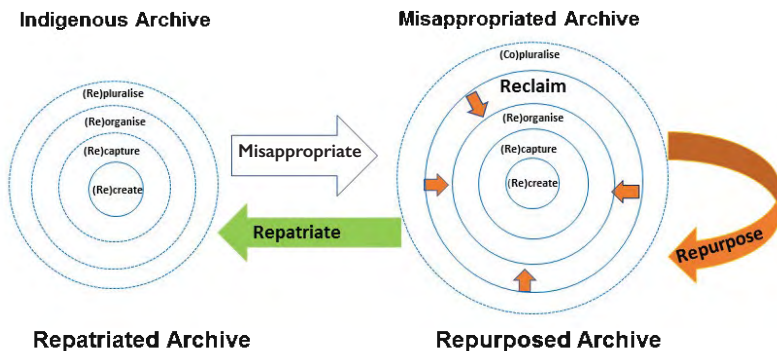 Indigenous Archive
Misappropriated Archive
(Re)pluralise
(Re)organise
(Re)capture
(Re)create
Misappropriate
Repatriate
(Co)pluralise
Reclaim
(Re)organise
(Re)capture
(Re)create
Repurpose
Repatriated Archive
Repurposed Archive